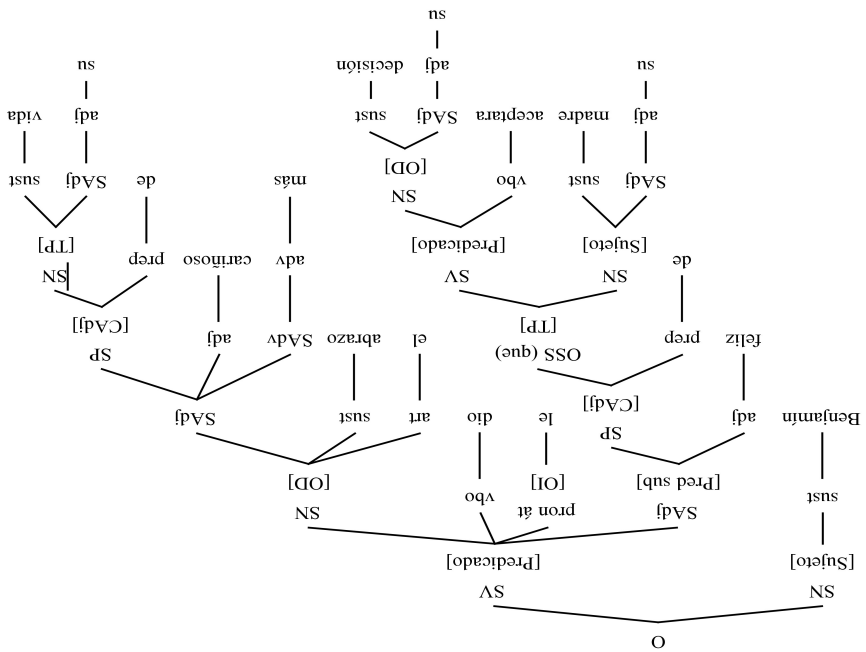 O
SN SV
[Sujeto] [Predicado]
SAdj pron át SN
sust vbo
[Pred sub] [OI] [OD]
SP
Benjamín adj le dio art sust SAdj
[CAdj]
OSS (que) SP
feliz prep el abrazo SAdv adj
[TP] [CAdj]
SN SV SN
de adv cariñoso prep
[Sujeto] [Predicado] [TP]
SN
SAdj sust vbo más de SAdj sust
[OD]
adj madre aceptara SAdj sust adj vida
su adj decisión su
su